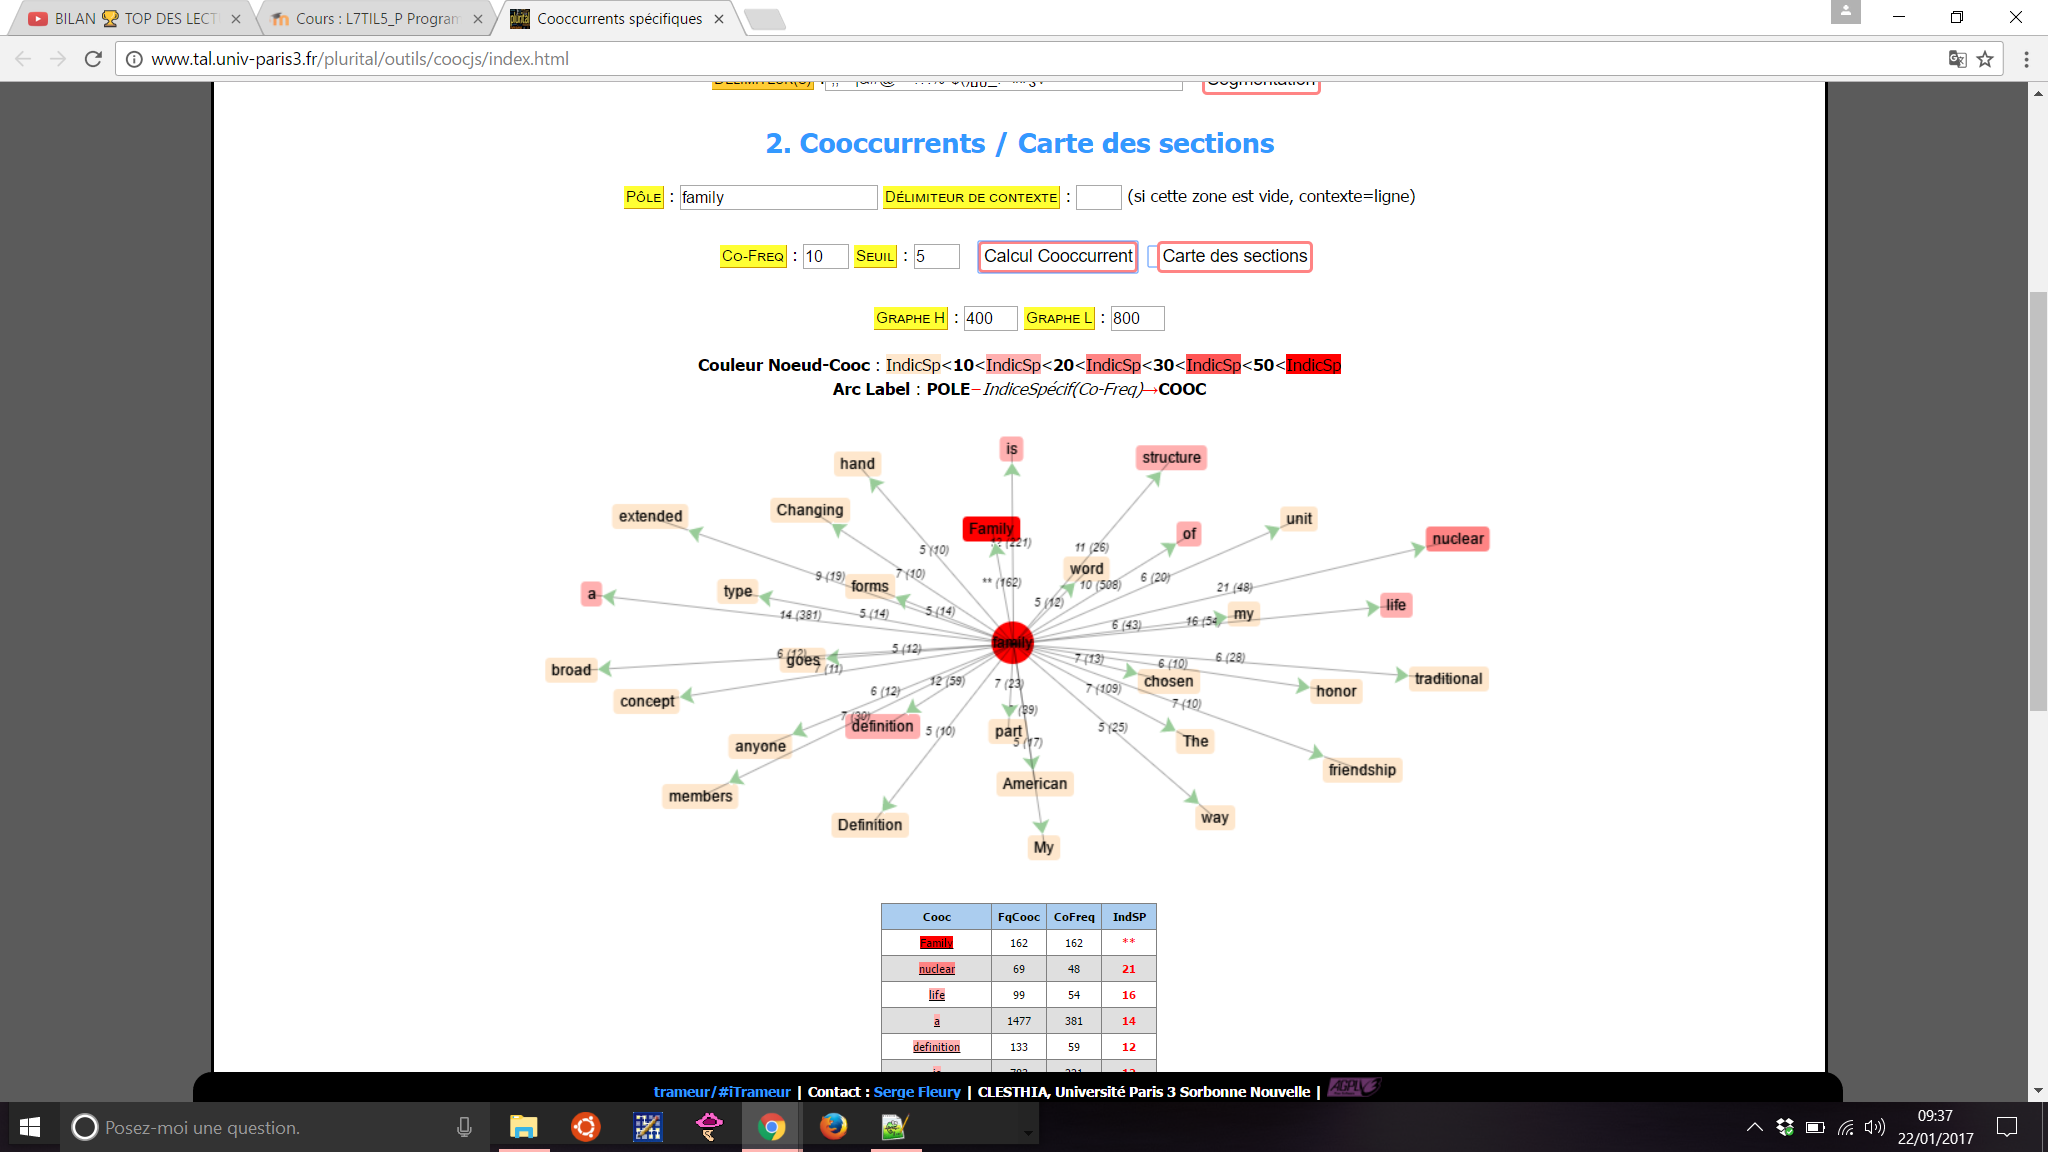 BILAN 🏆 TOP DES LECT
Cours : L7TIL5_P Program
Cooccurrents spécifiques
www.tal.univ-paris3.fr/plurital/outils/coocjs/index.html
2. Cooccurrents / Carte des sections
PÔLE : family DÉLIMITEUR DE CONTEXTE : (si cette zone est vide, contexte=ligne)
CO-FREQ : 10 SEUIL : 5 Calcul Cooccurrent Carte des sections
GRAPHE H : 400 GRAPHE L : 800
Couleur Noeud-Cooc : IndicSp<10<IndicSp<20<IndicSp<30<IndicSp<50<IndicSp
Arc Label : POLE–IndiceSpécif(Co-Freq)→COOC
is
structure
hand
Changing
extended
Family
unit
of
nuclear
12 (221)
11 (26)
5 (10)
word
** (162)
10 (508)
6 (20)
9 (19)
7 (10)
forms
type
a
21 (48)
5 (12)
life
14 (381)
5 (14)
5 (14)
my
6 (43)
16 (54
family
6 (12)
goes
7 (11)
5 (12)
7 (13)
6 (10)
6 (28)
broad
concept
chosen
honor
traditional
6 (12)
12 (59)
7 (23)
7 (109)
7 (10)
7 (30)
definition
5 (10)
7 (39)
part
5 (17)
5 (25)
The
anyone
friendship
members
American
Definition
way
My
Cooc FqCooc CoFreq IndSP
Family 162 162 **
nuclear 69 48 21
life 99 54 16
a 1477 381 14
definition 133 59 12
trameur/#iTrameur | Contact : Serge Fleury | CLESTHIA, Université Paris 3 Sorbonne Nouvelle |
Posez-moi une question.
09:37
22/01/2017